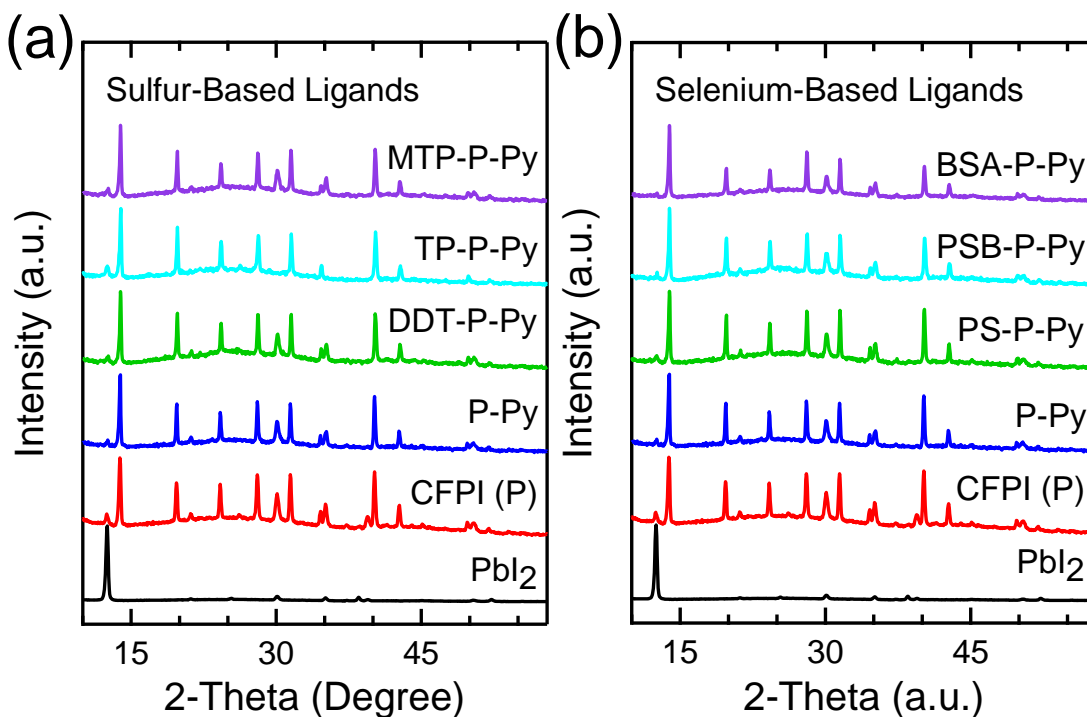 (a)
Sulfur-Based Ligands
MTP-P-Py
TP-P-Py
DDT-P-Py
P-Py
CFPI (P)
PbI2
Intensity (a.u.)
15 30 45
2-Theta (Degree)
(b)
Selenium-Based Ligands
BSA-P-Py
PSB-P-Py
PS-P-Py
P-Py
CFPI (P)
PbI2
Intensity (a.u.)
15 30 45
2-Theta (a.u.)